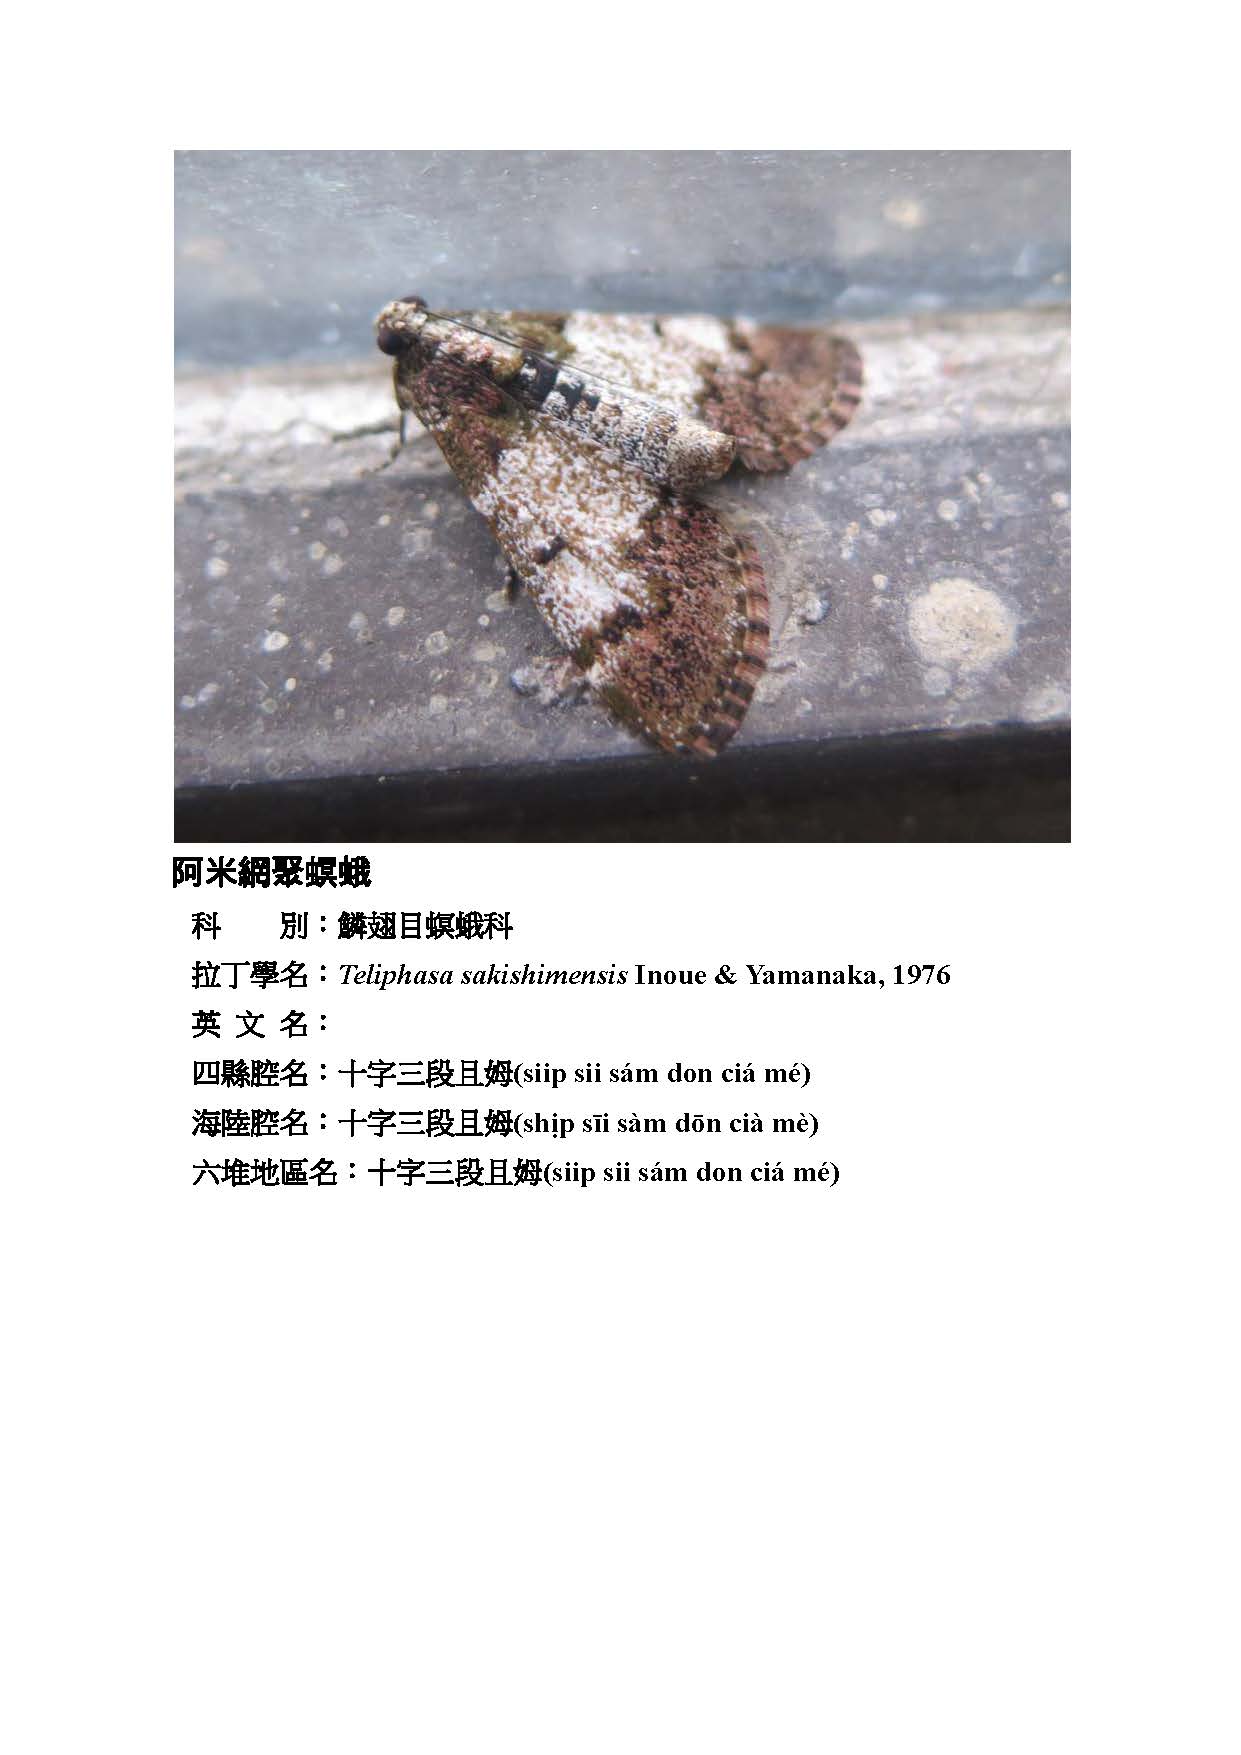 阿米網聚螟蛾
科　　別：鱗翅目螟蛾科
拉丁學名：Teliphasa sakishimensis Inoue & Yamanaka, 1976
英 文 名：
四縣腔名：十字三段且姆(siip sii sám don ciá mé)
海陸腔名：十字三段且姆(shi̍p sīi sàm dōn cià mè)
六堆地區名：十字三段且姆(siip sii sám don ciá mé)